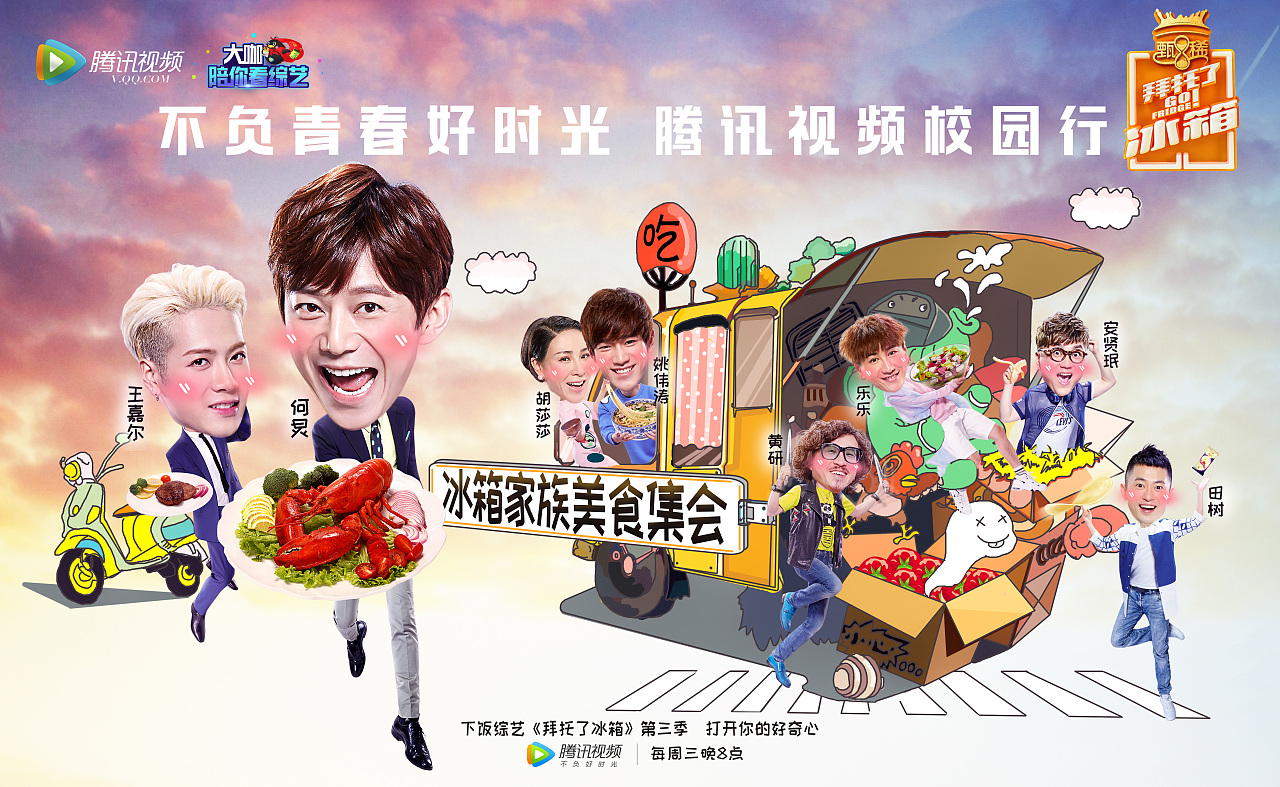 腾讯视频
V.QQ.COM
大咖
陪你看综艺
甄稀
拜托了
GO!
FRIDGE!
冰箱
不负青春好时光 腾讯视频校园行
吃
王嘉尔
何炅
胡莎莎
姚伟涛
乐乐
安贤珉
黄研
田树
冰箱家族美食集会
LEVI'S
下饭综艺《拜托了冰箱》第三季 打开你的好奇心
腾讯视频
不负好时光
每周三晚8点